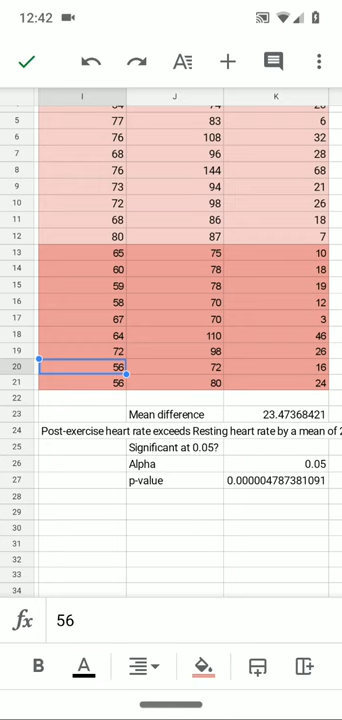 12:42
I J K
5 77 83 6
6 76 108 32
7 68 96 28
8 76 144 68
9 73 94 21
10 72 98 26
11 68 86 18
12 80 87 7
13 65 75 10
14 60 78 18
15 59 78 19
16 58 70 12
17 67 70 3
18 64 110 46
19 72 98 26
20 56 72 16
21 56 80 24
22
23 Mean difference 23.47368421
24 Post-exercise heart rate exceeds Resting heart rate by a mean of 2
25 Significant at 0.05?
26 Alpha 0.05
27 p-value 0.000004787381091
28
29
30
31
32
33
34
fx 56
B A